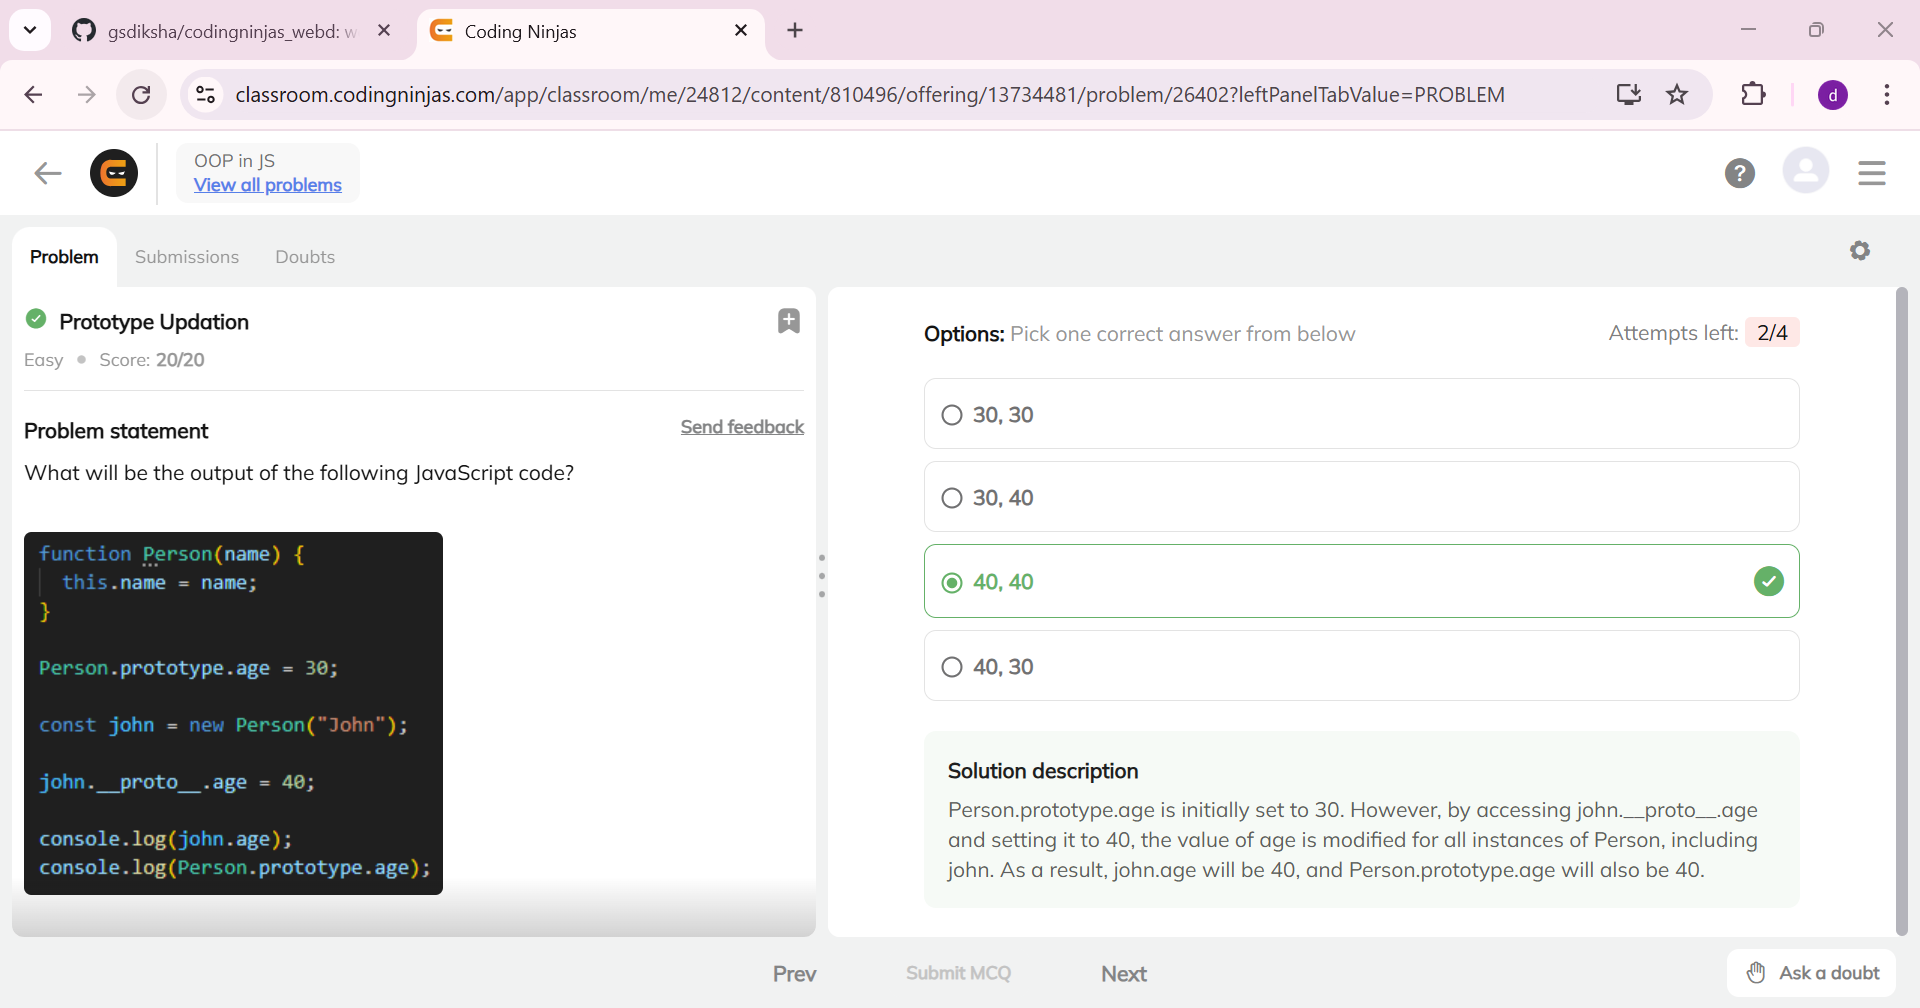 gsdiksha/codingninjas_webd: w
Coding Ninjas
classroom.codingninjas.com/app/classroom/me/24812/content/810496/offering/13734481/problem/26402?leftPanelTabValue=PROBLEM
d
OOP in JS
View all problems
?
Problem
Submissions
Doubts
Prototype Updation
Easy
Score: 20/20
Problem statement
Send feedback
What will be the output of the following JavaScript code?
function Person(name) {
this.name = name;
}
Person.prototype.age = 30;
const john = new Person("John");
john.__proto__.age = 40;
console.log(john.age);
console.log(Person.prototype.age);
Options: Pick one correct answer from below
Attempts left: 2/4
30, 30
30, 40
40, 40
40, 30
Solution description
Person.prototype.age is initially set to 30. However, by accessing john.__proto__.age
and setting it to 40, the value of age is modified for all instances of Person, including
john. As a result, john.age will be 40, and Person.prototype.age will also be 40.
Prev
Submit MCQ
Next
Ask a doubt